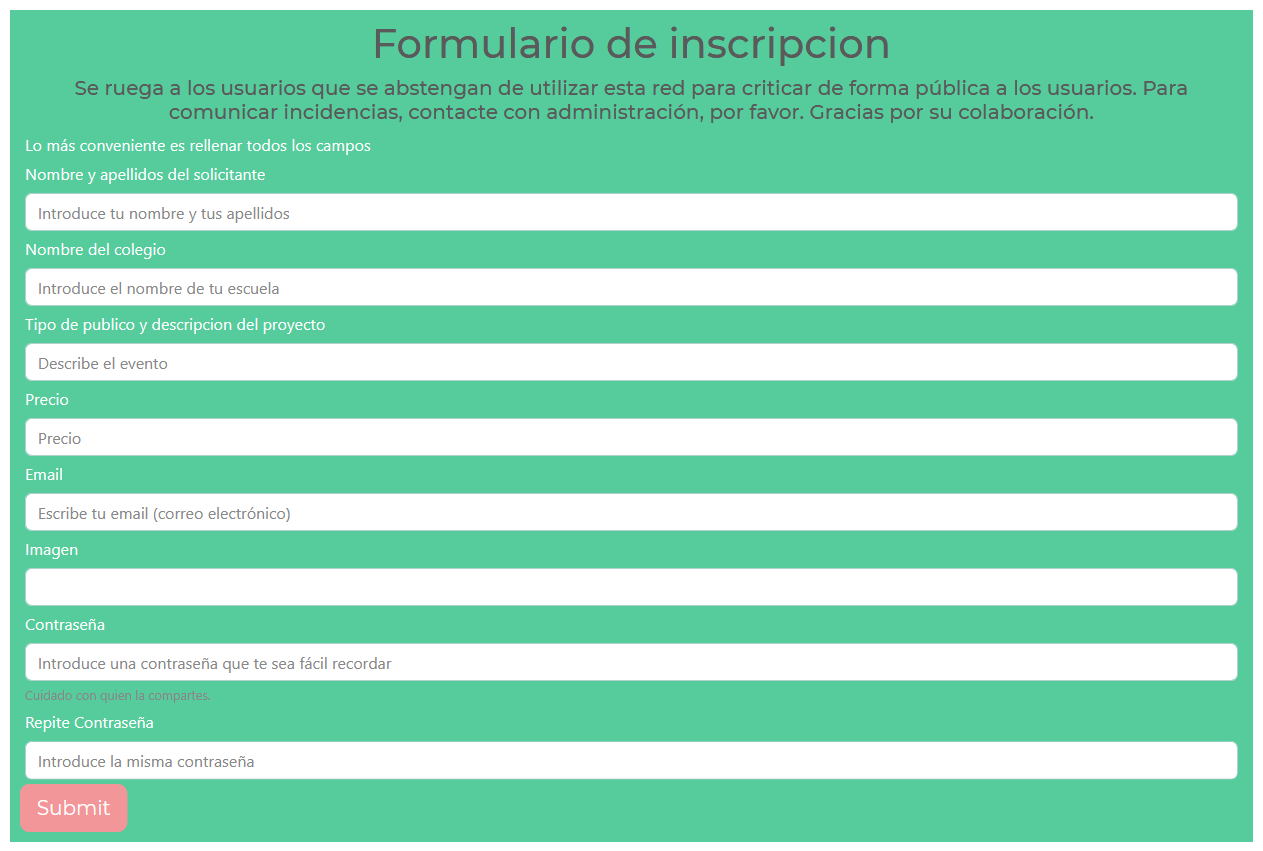 Formulario de inscripcion
Se ruega a los usuarios que se abstengan de utilizar esta red para criticar de forma pública a los usuarios. Para
comunicar incidencias, contacte con administración, por favor. Gracias por su colaboración.
Lo más conveniente es rellenar todos los campos
Nombre y apellidos del solicitante
Introduce tu nombre y tus apellidos
Nombre del colegio
Introduce el nombre de tu escuela
Tipo de publico y descripcion del proyecto
Describe el evento
Precio
Precio
Email
Escribe tu email (correo electrónico)
Imagen
Contraseña
Introduce una contraseña que te sea fácil recordar
Cuidado con quien la compartes.
Repite Contraseña
Introduce la misma contraseña
Submit